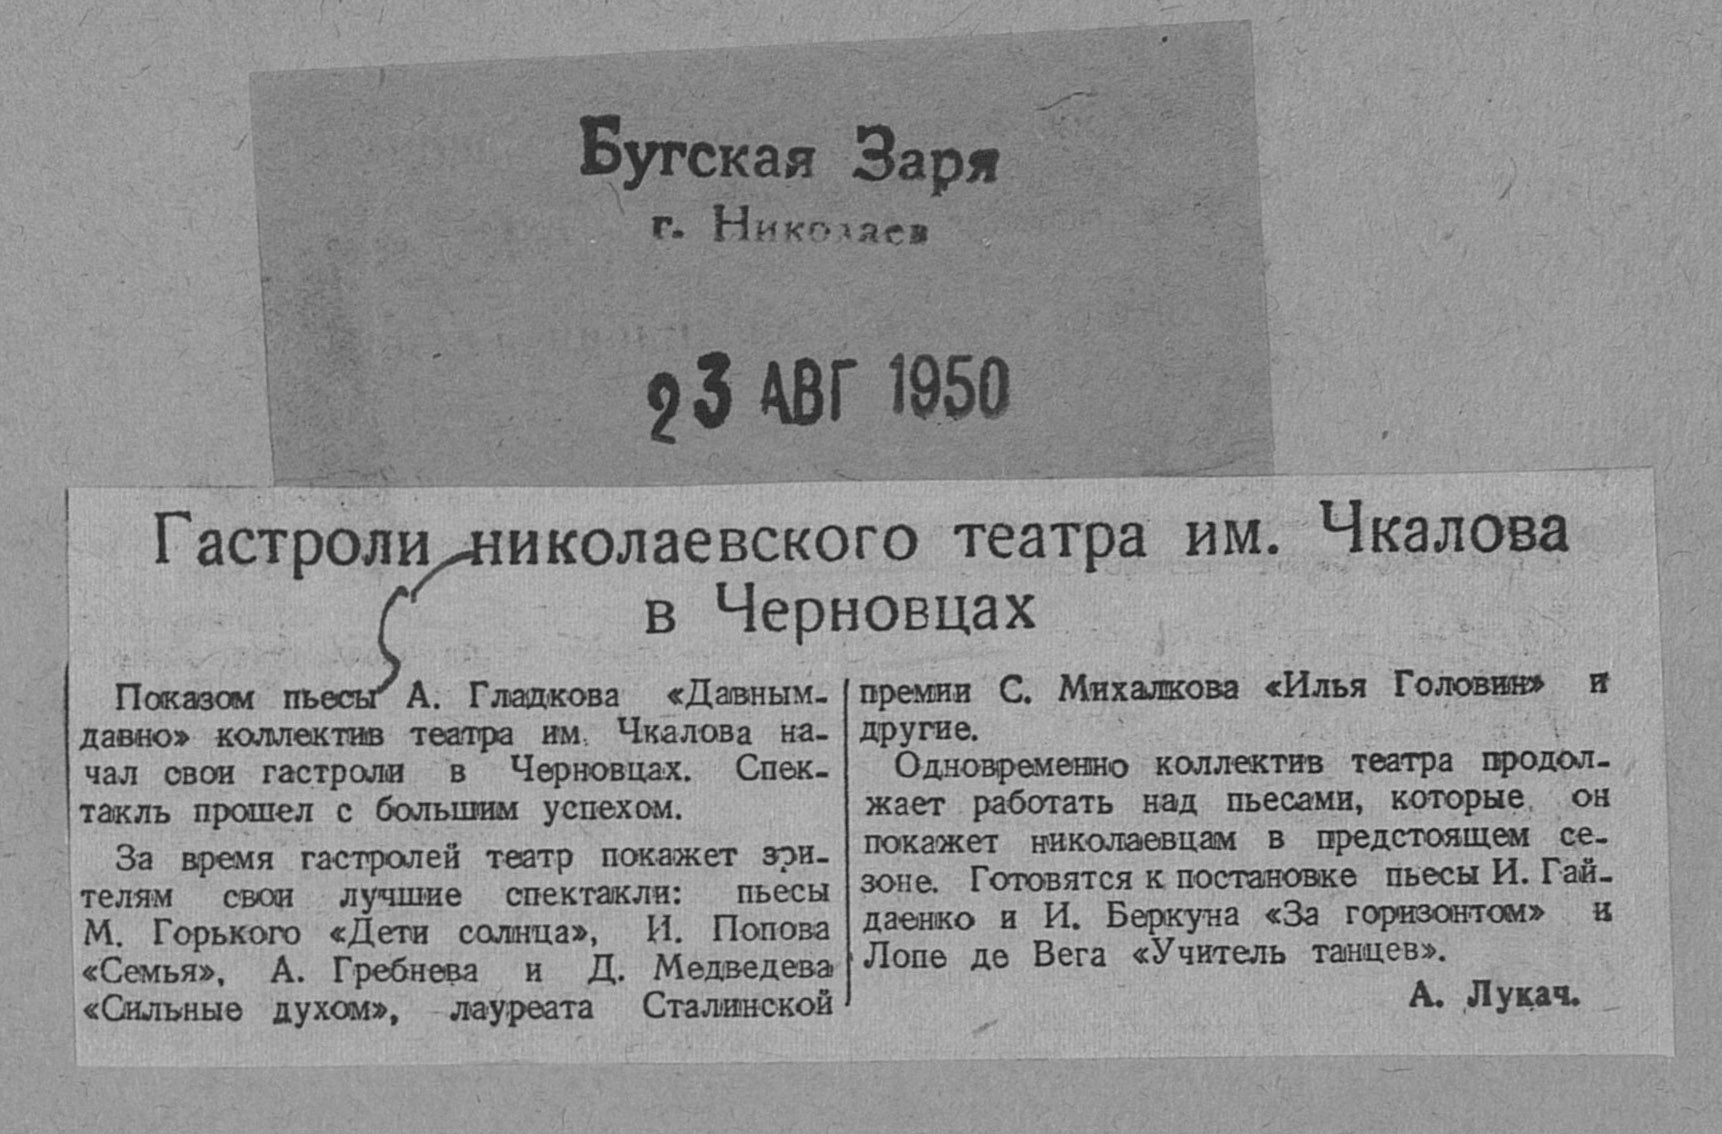 Бугская Заря
г. Николаев
23 АВГ 1950
Гастроли николаевского театра им. Чкалова
в Черновцах
Показом пьесы А. Гладкова «Давным-
давно» коллектив театра им. Чкалова на-
чал свои гастроли в Черновцах. Спек-
такль прошел с большим успехом.
За время гастролей театр покажет зри-
телям свои лучшие спектакли: пьесы
М. Горького «Дети солнца», И. Попова
«Семья», А. Гребнева и Д. Медведева
«Сильные духом», лауреата Сталинской
премии С. Михалкова «Илья Головин» и
другие.
Одновременно коллектив театра продол-
жает работать над пьесами, которые он
покажет николаевцам в предстоящем се-
зоне. Готовятся к постановке пьесы И. Гай-
даенко и И. Беркуна «За горизонтом» и
Лопе де Вега «Учитель танцев».
А. Лукач.